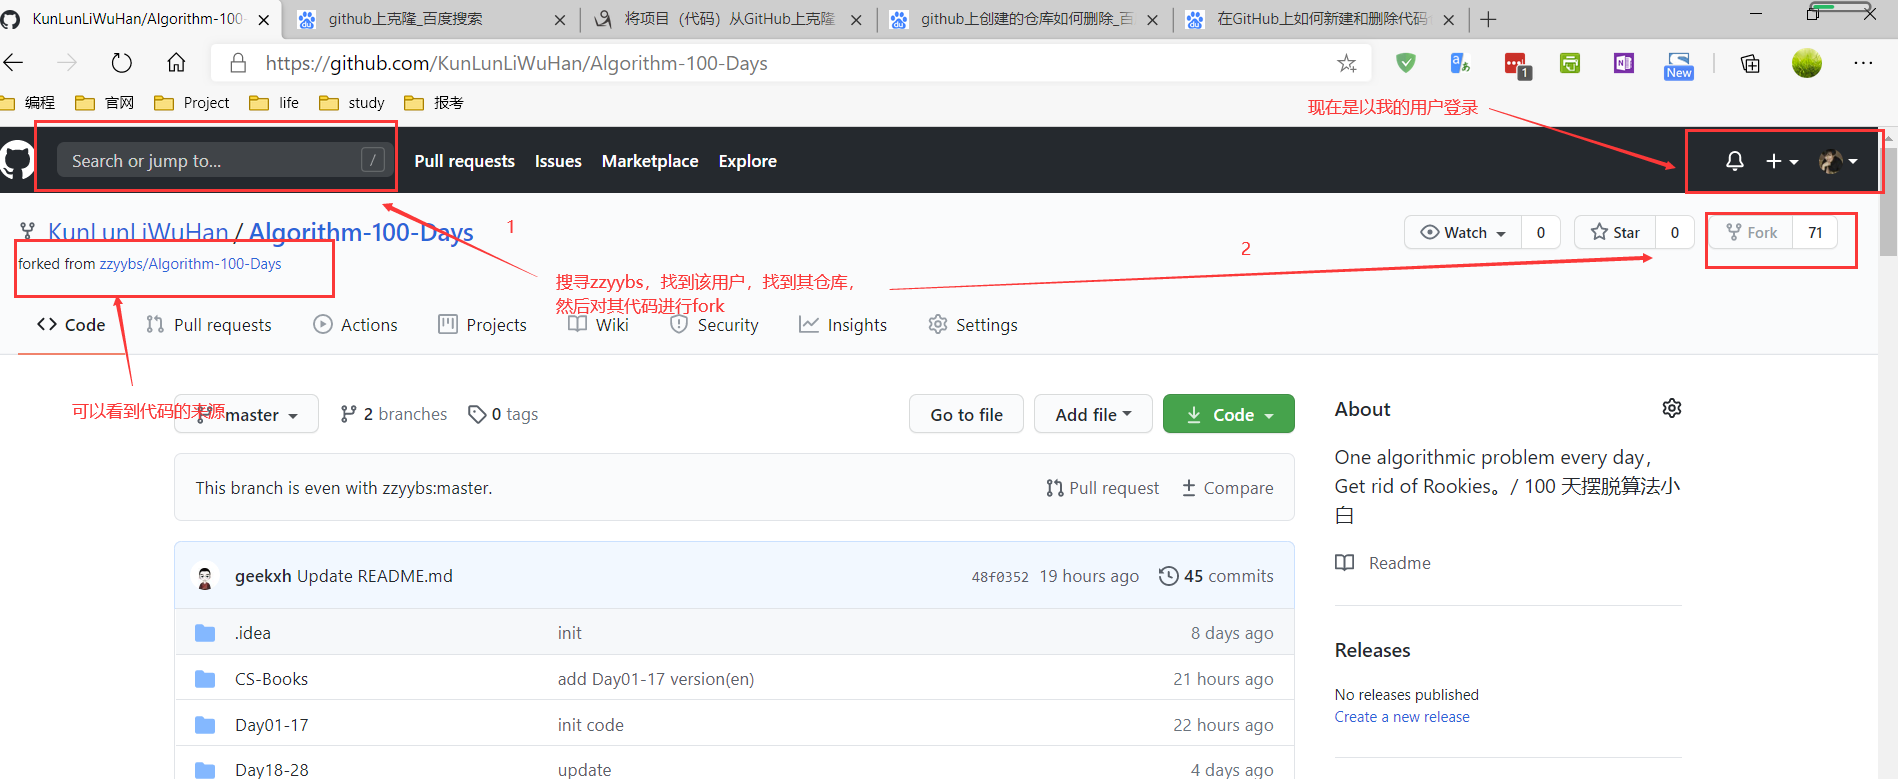 KunLunLiWuHan/Algorithm-100-
github上克隆_百度搜索
将项目（代码）从GitHub上克隆
github上创建的仓库如何删除_百
在GitHub上如何新建和删除代码
https://github.com/KunLunLiWuHan/Algorithm-100-Days
1
New
编程
官网
Project
life
study
报考
现在是以我的用户登录
Search or jump to...
/
Pull requests
Issues
Marketplace
Explore
KunLunLiWuHan / Algorithm-100-Days
1
2
Watch
0
Star
0
Fork
71
forked from zzyybs/Algorithm-100-Days
搜寻zzyybs，找到该用户，找到其仓库，
然后对其代码进行fork
Code
Pull requests
Actions
Projects
Wiki
Security
Insights
Settings
可以看到代码的来源
master
2 branches
0 tags
Go to file
Add file
Code
About
One algorithmic problem every day,
Get rid of Rookies。/ 100 天摆脱算法小
白
This branch is even with zzyybs:master.
Pull request
Compare
Readme
geekxh Update README.md
48f0352
19 hours ago
45 commits
.idea
init
8 days ago
CS-Books
add Day01-17 version(en)
21 hours ago
Day01-17
init code
22 hours ago
Day18-28
update
4 days ago
Releases
No releases published
Create a new release